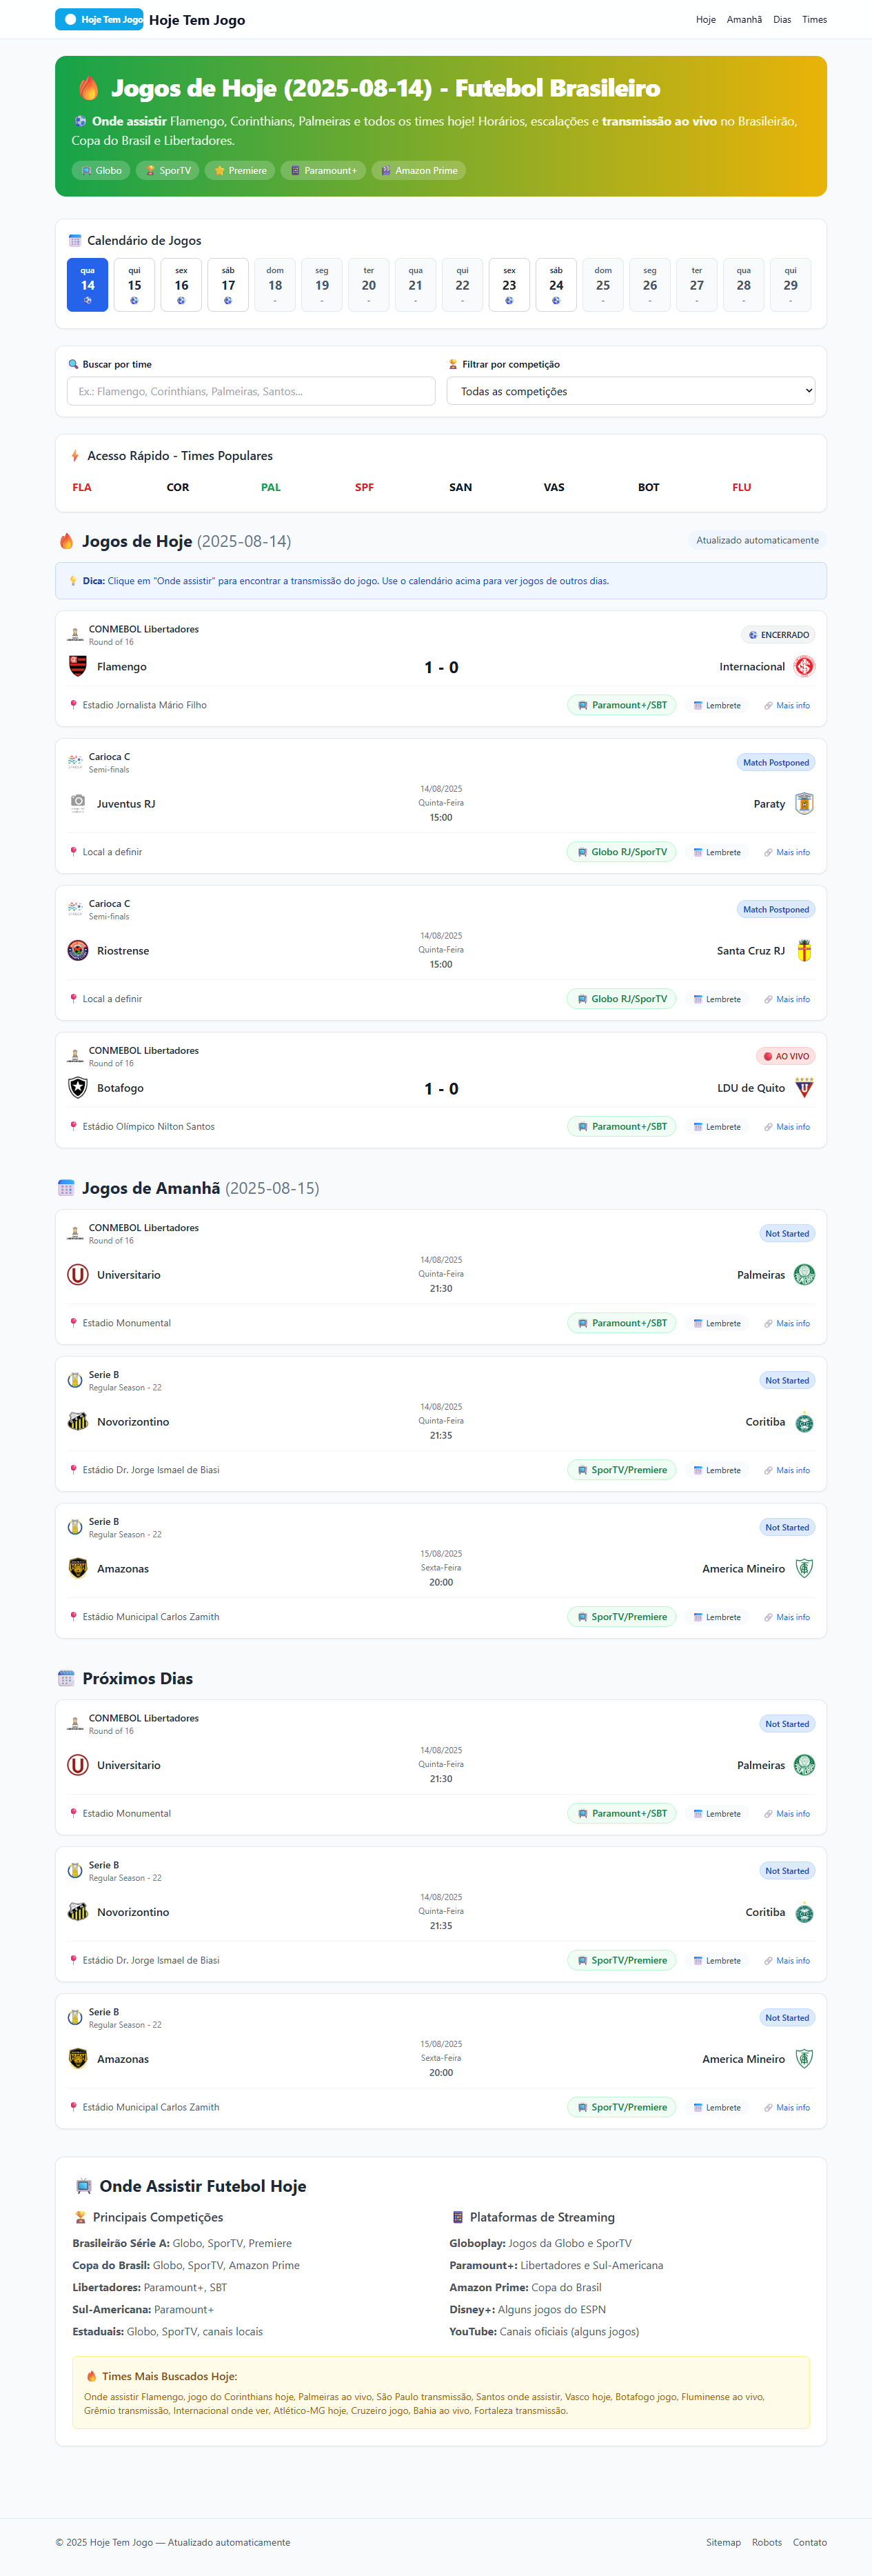 Hoje Tem Jogo
Hoje Tem Jogo
Hoje Amanhã Dias Times
Jogos de Hoje (2025-08-14) - Futebol Brasileiro
Onde assistir Flamengo, Corinthians, Palmeiras e todos os times hoje! Horários, escalações e transmissão ao vivo no Brasileirão,
Copa do Brasil e Libertadores.
Globo SporTV Premiere Paramount+ Amazon Prime
Calendário de Jogos
qua qui sex sáb dom seg ter qua qui sex sáb dom seg ter qua qui
14 15 16 17 18 19 20 21 22 23 24 25 26 27 28 29
- - - - - - - - - -
Buscar por time
Filtrar por competição
Ex.: Flamengo, Corinthians, Palmeiras, Santos...
Todas as competições
Acesso Rápido - Times Populares
FLA COR PAL SPF SAN VAS BOT FLU
Jogos de Hoje (2025-08-14)
Atualizado automaticamente
Dica: Clique em "Onde assistir" para encontrar a transmissão do jogo. Use o calendário acima para ver jogos de outros dias.
CONMEBOL Libertadores
Round of 16
ENCERRADO
Flamengo 1 - 0 Internacional
Estadio Jornalista Mário Filho
Paramount+/SBT Lembrete Mais info
Carioca C
Semi-finals
Match Postponed
14/08/2025
Quinta-Feira
15:00
Juventus RJ
Paraty
Local a definir
Globo RJ/SporTV Lembrete Mais info
Carioca C
Semi-finals
Match Postponed
14/08/2025
Quinta-Feira
15:00
Riostrense
Santa Cruz RJ
Local a definir
Globo RJ/SporTV Lembrete Mais info
CONMEBOL Libertadores
Round of 16
AO VIVO
Botafogo 1 - 0 LDU de Quito
Estádio Olímpico Nilton Santos
Paramount+/SBT Lembrete Mais info
Jogos de Amanhã (2025-08-15)
CONMEBOL Libertadores
Round of 16
Not Started
14/08/2025
Quinta-Feira
21:30
Universitario
Palmeiras
Estadio Monumental
Paramount+/SBT Lembrete Mais info
Serie B
Regular Season - 22
Not Started
14/08/2025
Quinta-Feira
21:35
Novorizontino
Coritiba
Estádio Dr. Jorge Ismael de Biasi
SporTV/Premiere Lembrete Mais info
Serie B
Regular Season - 22
Not Started
15/08/2025
Sexta-Feira
20:00
Amazonas
America Mineiro
Estádio Municipal Carlos Zamith
SporTV/Premiere Lembrete Mais info
Próximos Dias
CONMEBOL Libertadores
Round of 16
Not Started
14/08/2025
Quinta-Feira
21:30
Universitario
Palmeiras
Estadio Monumental
Paramount+/SBT Lembrete Mais info
Serie B
Regular Season - 22
Not Started
14/08/2025
Quinta-Feira
21:35
Novorizontino
Coritiba
Estádio Dr. Jorge Ismael de Biasi
SporTV/Premiere Lembrete Mais info
Serie B
Regular Season - 22
Not Started
15/08/2025
Sexta-Feira
20:00
Amazonas
America Mineiro
Estádio Municipal Carlos Zamith
SporTV/Premiere Lembrete Mais info
Onde Assistir Futebol Hoje
Principais Competições
Brasileirão Série A: Globo, SporTV, Premiere
Copa do Brasil: Globo, SporTV, Amazon Prime
Libertadores: Paramount+, SBT
Sul-Americana: Paramount+
Estaduais: Globo, SporTV, canais locais
Plataformas de Streaming
Globoplay: Jogos da Globo e SporTV
Paramount+: Libertadores e Sul-Americana
Amazon Prime: Copa do Brasil
Disney+: Alguns jogos do ESPN
YouTube: Canais oficiais (alguns jogos)
Times Mais Buscados Hoje:
Onde assistir Flamengo, jogo do Corinthians hoje, Palmeiras ao vivo, São Paulo transmissão, Santos onde assistir, Vasco hoje, Botafogo jogo, Fluminense ao vivo,
Grêmio transmissão, Internacional onde ver, Atlético-MG hoje, Cruzeiro jogo, Bahia ao vivo, Fortaleza transmissão.
© 2025 Hoje Tem Jogo — Atualizado automaticamente
Sitemap Robots Contato